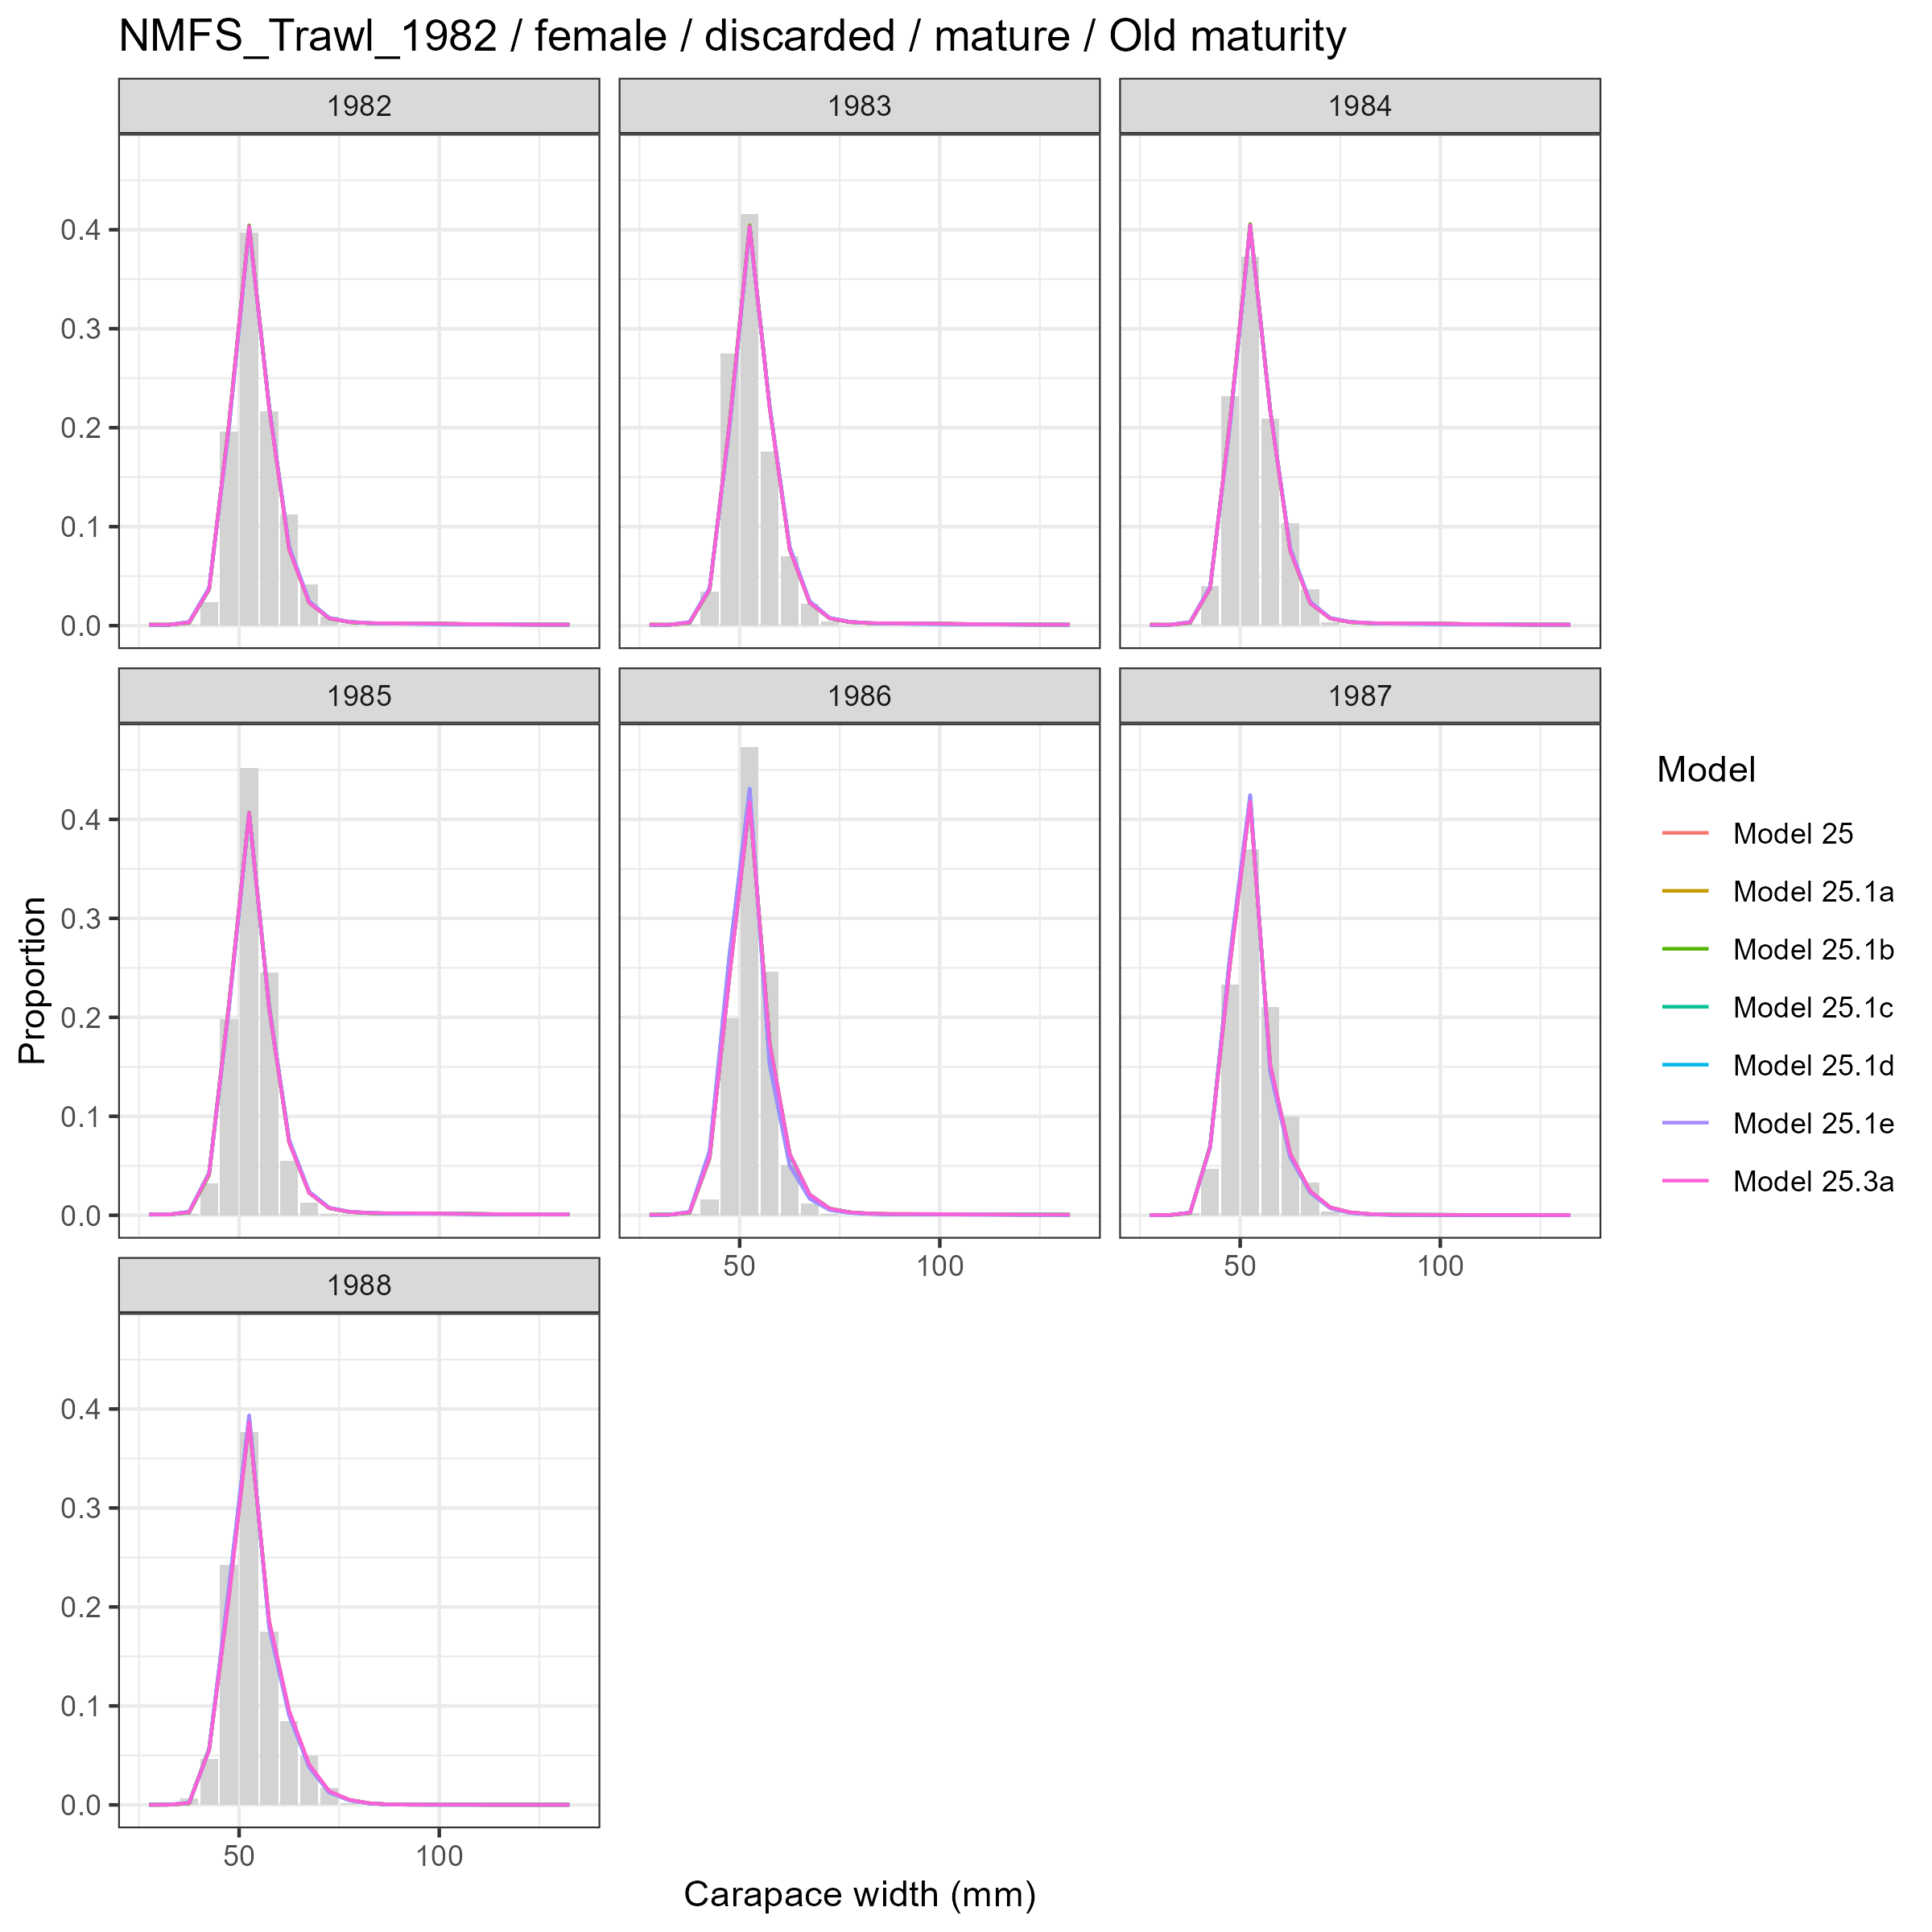 NMFS_Trawl_1982 / female / discarded / mature / Old maturity
1982
1983
1984
0.4
0.3
0.2
0.1
0.0
1985
1986
1987
0.4
0.3
0.2
0.1
0.0
50
100
50
100
1988
0.4
0.3
0.2
0.1
0.0
50
100
Proportion
Carapace width (mm)
Model
Model 25
Model 25.1a
Model 25.1b
Model 25.1c
Model 25.1d
Model 25.1e
Model 25.3a